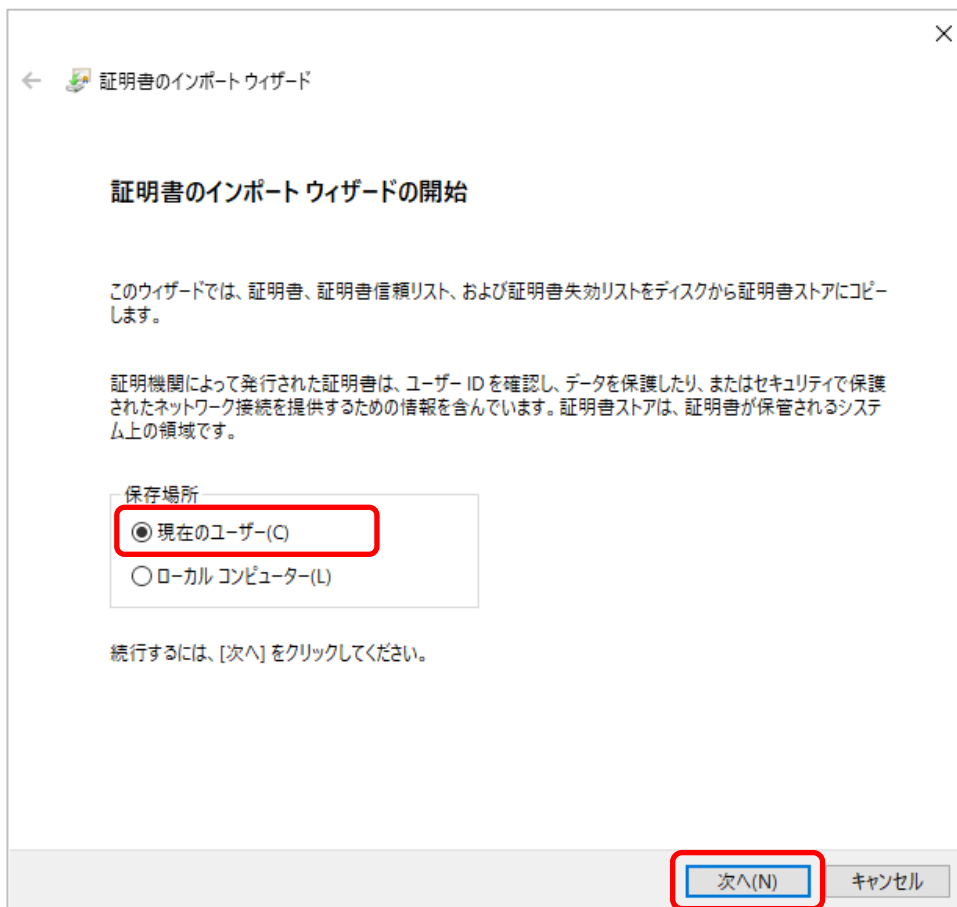 証明書のインポート ウィザード
証明書のインポート ウィザードの開始
このウィザードでは、証明書、証明書信頼リスト、および証明書失効リストをディスクから証明書ストアにコピー
します。
証明機関によって発行された証明書は、ユーザー ID を確認し、データを保護したり、またはセキュリティで保護
されたネットワーク接続を提供するための情報を含んでいます。証明書ストアは、証明書が保管されるシステ
ム上の領域です。
保存場所
現在のユーザー(C)
ローカル コンピューター(L)
続行するには、[次へ] をクリックしてください。
次へ(N)
キャンセル